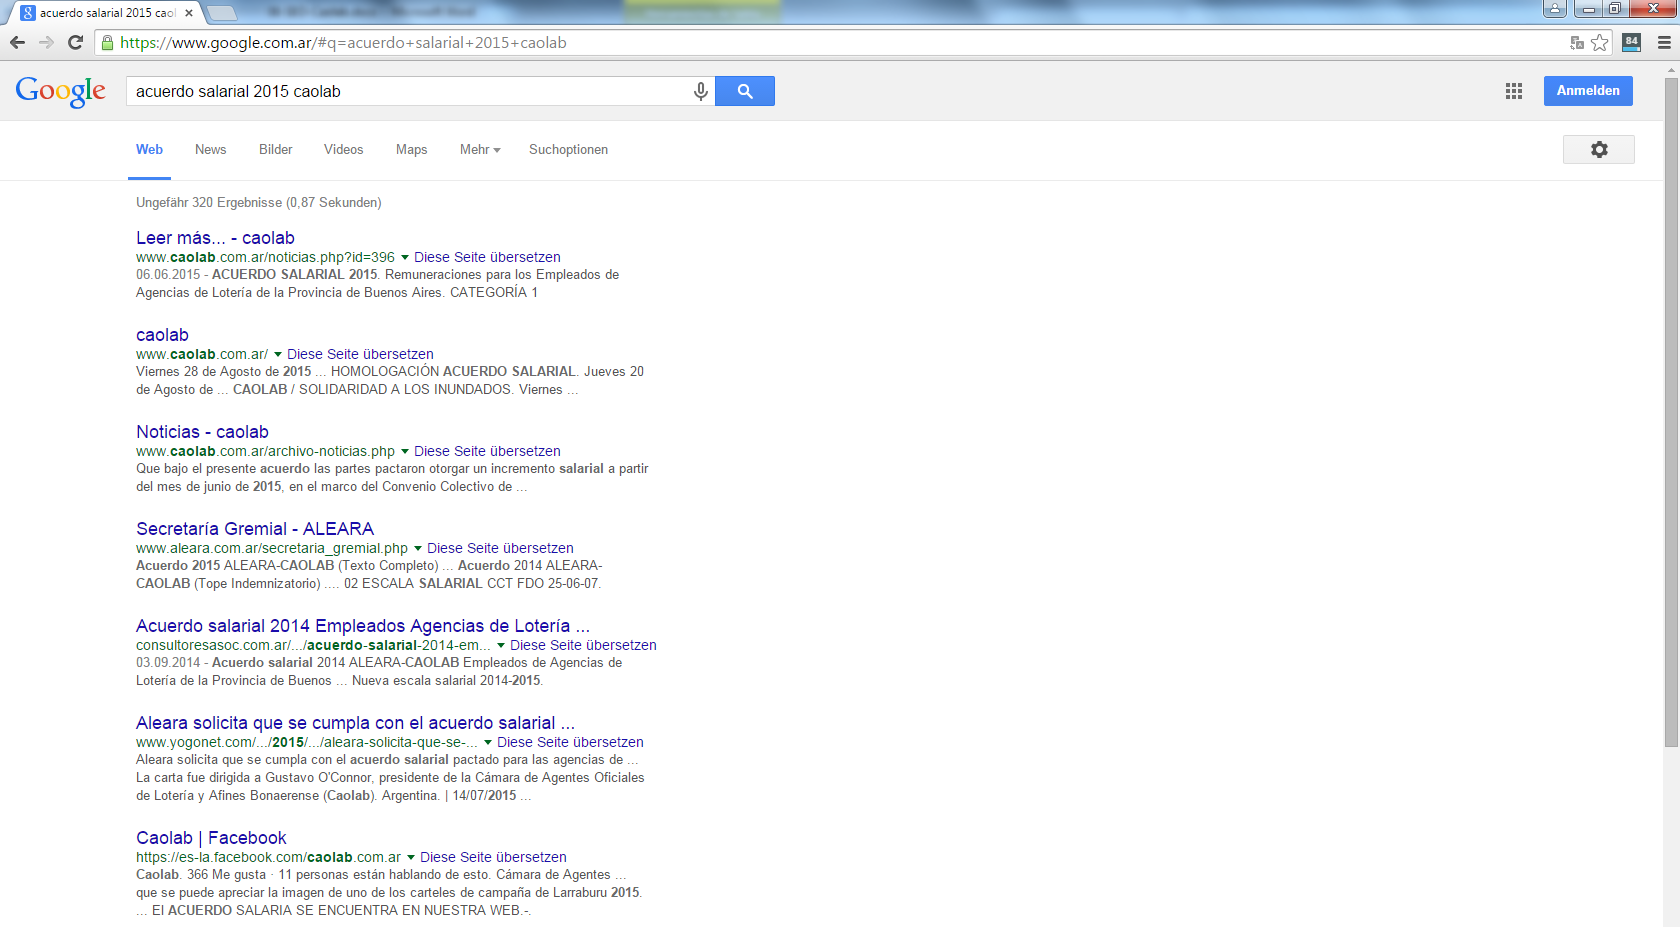 acuerdo salarial 2015 caol
https://www.google.com.ar/#q=acuerdo+salarial+2015+caolab
84
Google
acuerdo salarial 2015 caolab
Anmelden
Web News Bilder Videos Maps Mehr Suchoptionen
Ungefähr 320 Ergebnisse (0,87 Sekunden)
Leer más... - caolab
www.caolab.com.ar/noticias.php?id=396 Diese Seite übersetzen
06.06.2015 - ACUERDO SALARIAL 2015. Remuneraciones para los Empleados de
Agencias de Lotería de la Provincia de Buenos Aires. CATEGORÍA 1
caolab
www.caolab.com.ar/ Diese Seite übersetzen
Viernes 28 de Agosto de 2015 ... HOMOLOGACIÓN ACUERDO SALARIAL. Jueves 20
de Agosto de ... CAOLAB / SOLIDARIDAD A LOS INUNDADOS. Viernes ...
Noticias - caolab
www.caolab.com.ar/archivo-noticias.php Diese Seite übersetzen
Que bajo el presente acuerdo las partes pactaron otorgar un incremento salarial a partir
del mes de junio de 2015, en el marco del Convenio Colectivo de ...
Secretaría Gremial - ALEARA
www.aleara.com.ar/secretaria_gremial.php Diese Seite übersetzen
Acuerdo 2015 ALEARA-CAOLAB (Texto Completo) ... Acuerdo 2014 ALEARA-
CAOLAB (Tope Indemnizatorio) .... 02 ESCALA SALARIAL CCT FDO 25-06-07.
Acuerdo salarial 2014 Empleados Agencias de Lotería ...
consultoresasoc.com.ar/.../acuerdo-salarial-2014-em... Diese Seite übersetzen
03.09.2014 - Acuerdo salarial 2014 ALEARA-CAOLAB Empleados de Agencias de
Lotería de la Provincia de Buenos ... Nueva escala salarial 2014-2015.
Aleara solicita que se cumpla con el acuerdo salarial ...
www.yogonet.com/.../2015/.../aleara-solicita-que-se-... Diese Seite übersetzen
Aleara solicita que se cumpla con el acuerdo salarial pactado para las agencias de ...
La carta fue dirigida a Gustavo O'Connor, presidente de la Cámara de Agentes Oficiales
de Lotería y Afines Bonaerense (Caolab). Argentina. | 14/07/2015 ...
Caolab | Facebook
https://es-la.facebook.com/caolab.com.ar Diese Seite übersetzen
Caolab. 366 Me gusta · 11 personas están hablando de esto. Cámara de Agentes ...
que se puede apreciar la imagen de uno de los carteles de campaña de Larraburu 2015.
... El ACUERDO SALARIA SE ENCUENTRA EN NUESTRA WEB.-.